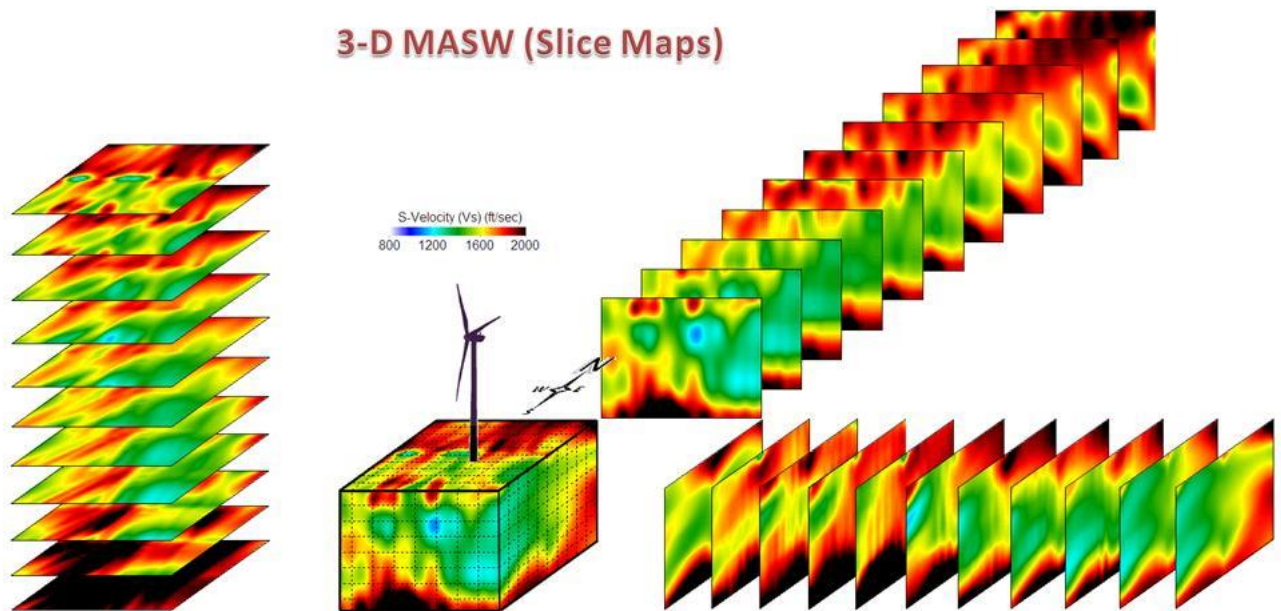 3-D MASW (Slice Maps)
S-Velocity (Vs) (ft/sec)
800 1200 1600 2000
N
W E
S